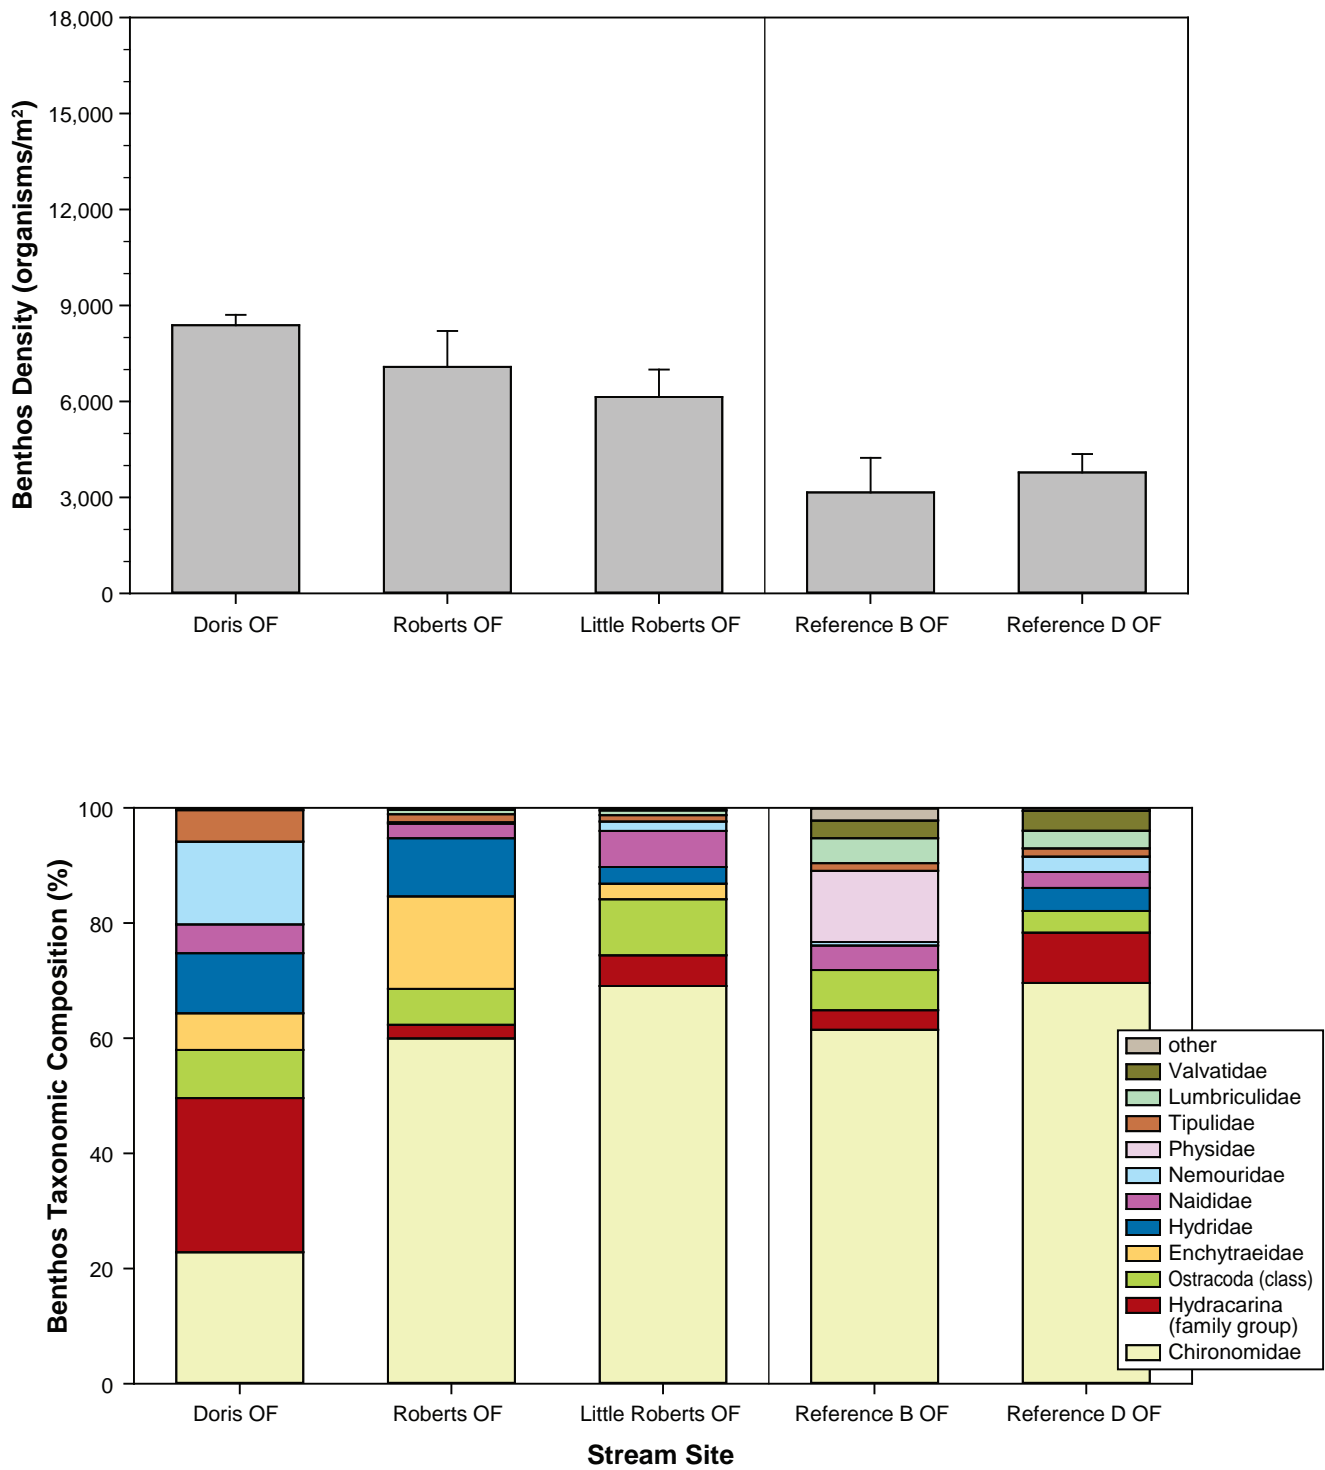 18,000
15,000
12,000
9,000
6,000
3,000
0
Benthos Density (organisms/m²)
Doris OF
Roberts OF
Little Roberts OF
Reference B OF
Reference D OF
100
80
60
40
20
0
Benthos Taxonomic Composition (%)
other
Valvatidae
Lumbriculidae
Tipulidae
Physidae
Nemouridae
Naididae
Hydridae
Enchytraeidae
Ostracoda (class)
Hydracarina
(family group)
Chironomidae
Doris OF
Roberts OF
Little Roberts OF
Reference B OF
Reference D OF
Stream Site